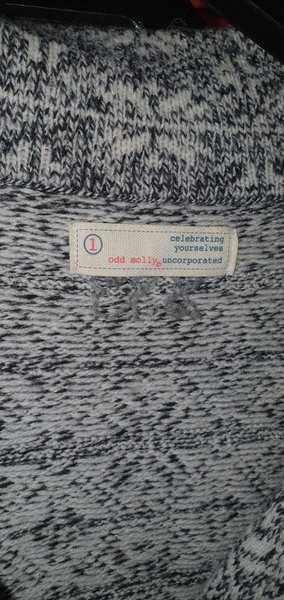 1
celebrating
yourselves
odd molly e uncorporated